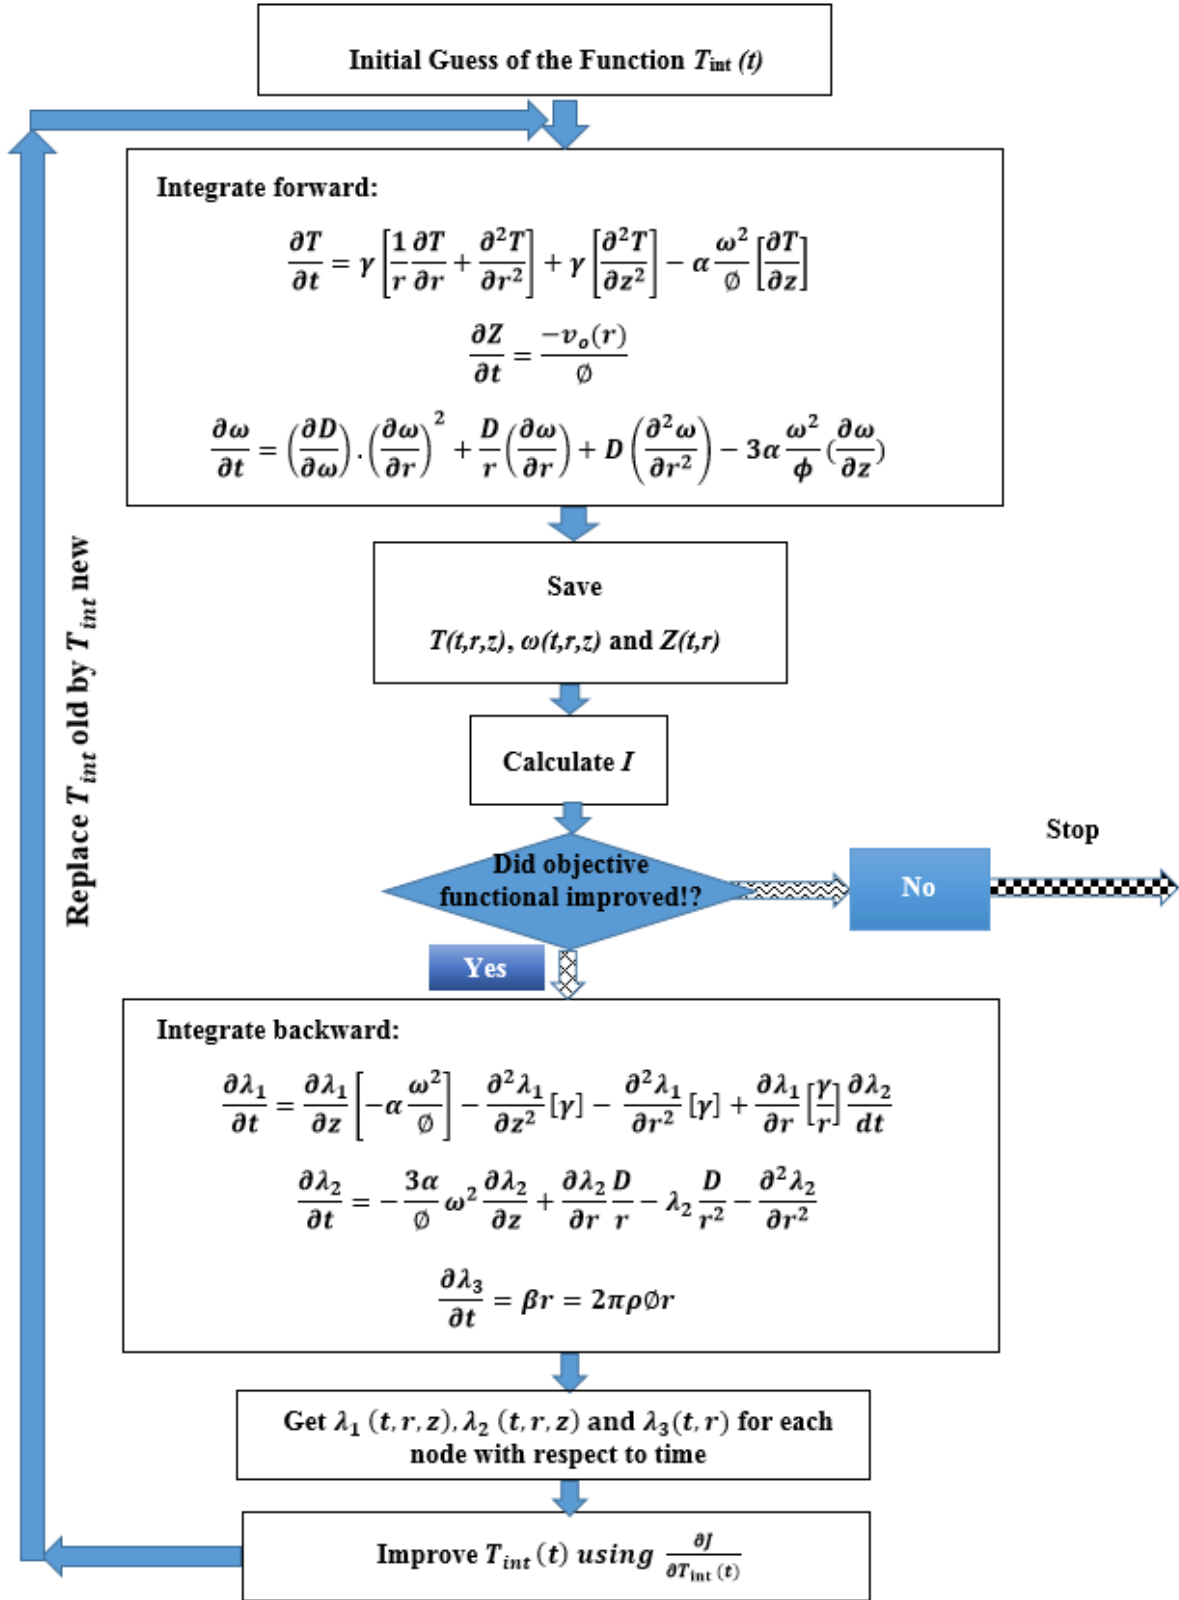 Initial Guess of the Function T_int (t)
Integrate forward:
∂T/∂t = γ [1/r ∂T/∂r + ∂²T/∂r²] + γ [∂²T/∂z²] − α ω²/∅ [∂T/∂z]
∂Z/∂t = −v_o(r)/∅
∂ω/∂t = (∂D/∂ω) . (∂ω/∂r)² + D/r (∂ω/∂r) + D (∂²ω/∂r²) − 3α ω²/ϕ (∂ω/∂z)
Save
T(t,r,z), ω(t,r,z) and Z(t,r)
Calculate I
Did objective
functional improved!?
No
Stop
Yes
Integrate backward:
∂λ₁/∂t = ∂λ₁/∂z [−α ω²/∅] − ∂²λ₁/∂z² [γ] − ∂²λ₁/∂r² [γ] + ∂λ₁/∂r [γ/r] ∂λ₂/dt
∂λ₂/∂t = − 3α/∅ ω² ∂λ₂/∂z + ∂λ₂/∂r D/r − λ₂ D/r² − ∂²λ₂/∂r²
∂λ₃/∂t = βr = 2πρ∅r
Get λ₁ (t, r, z), λ₂ (t, r, z) and λ₃(t, r) for each
node with respect to time
Improve T_int (t) using ∂J/∂T_int (t)
Replace T_int old by T_int new